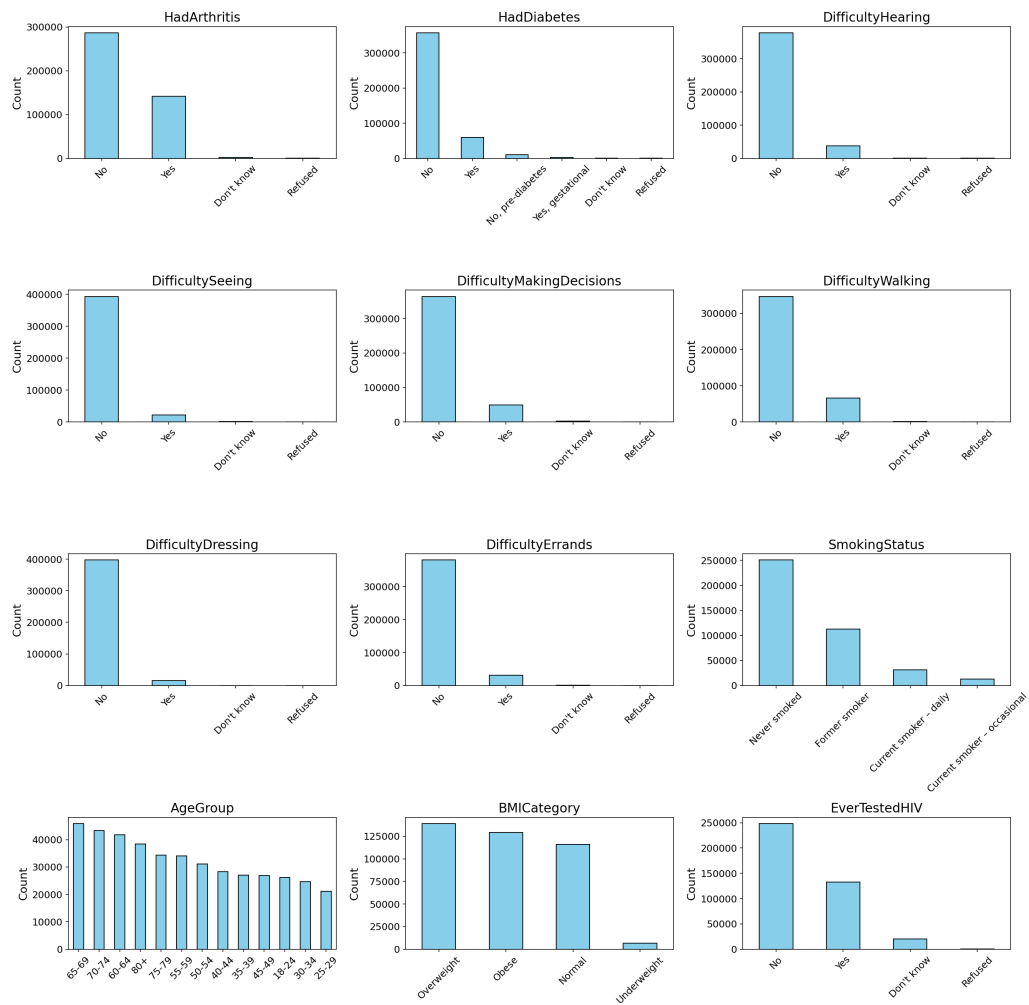 HadArthritis
Count
300000
200000
100000
0
No
Yes
Don't know
Refused
HadDiabetes
Count
300000
200000
100000
0
No
Yes
No, pre-diabetes
Yes, gestational
Don't know
Refused
DifficultyHearing
Count
300000
200000
100000
0
No
Yes
Don't know
Refused
DifficultySeeing
Count
400000
300000
200000
100000
0
No
Yes
Don't know
Refused
DifficultyMakingDecisions
Count
300000
200000
100000
0
No
Yes
Don't know
Refused
DifficultyWalking
Count
300000
200000
100000
0
No
Yes
Don't know
Refused
DifficultyDressing
Count
400000
300000
200000
100000
0
No
Yes
Don't know
Refused
DifficultyErrands
Count
300000
200000
100000
0
No
Yes
Don't know
Refused
SmokingStatus
Count
250000
200000
150000
100000
50000
0
Never smoked
Former smoker
Current smoker – daily
Current smoker – occasional
AgeGroup
Count
40000
30000
20000
10000
0
65-69
70-74
60-64
80+
75-79
55-59
50-54
40-44
35-39
45-49
18-24
30-34
25-29
BMICategory
Count
125000
100000
75000
50000
25000
0
Overweight
Obese
Normal
Underweight
EverTestedHIV
Count
250000
200000
150000
100000
50000
0
No
Yes
Don't know
Refused